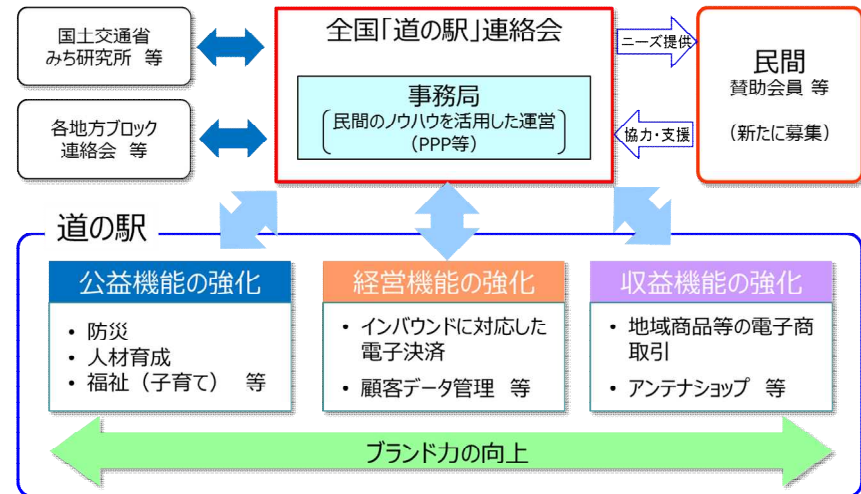 国土交通省
みち研究所 等
各地方ブロック
連絡会 等
全国「道の駅」連絡会
事務局
民間のノウハウを活用した運営
（PPP等）
ニーズ提供
協力・支援
民間
賛助会員 等
（新たに募集）
道の駅
公益機能の強化
・ 防災
・ 人材育成
・ 福祉（子育て） 等
経営機能の強化
・ インバウンドに対応した
電子決済
・ 顧客データ管理 等
収益機能の強化
・ 地域商品等の電子商
取引
・ アンテナショップ 等
ブランド力の向上